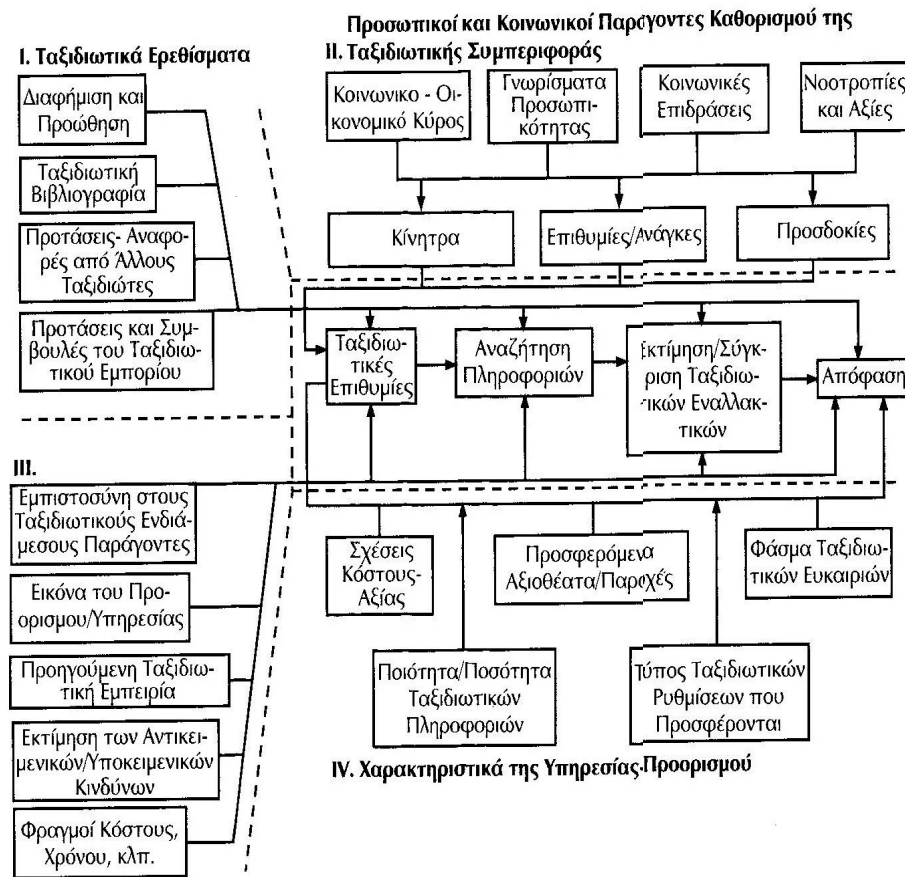 Προσωπικοί και Κοινωνικοί Παράγοντες Καθορισμού της
Ι. Ταξιδιωτικά Ερεθίσματα
ΙΙ. Ταξιδιωτικής Συμπεριφοράς
Διαφήμιση και
Προώθηση
Ταξιδιωτική
Βιβλιογραφία
Προτάσεις- Αναφο-
ρές από Άλλους
Ταξιδιώτες
Προτάσεις και Συμ-
βουλές του Ταξιδιω-
τικού Εμπορίου
Κοινωνικο - Οι-
κονομικό Κύρος
Γνωρίσματα
Προσωπι-
κότητας
Κοινωνικές
Επιδράσεις
Νοοτροπίες
και Αξίες
Κίνητρα
Επιθυμίες/Ανάγκες
Προσδοκίες
Ταξιδιω-
τικές
Επιθυμίες
Αναζήτηση
Πληροφοριών
Εκτίμηση/Σύγκ-
ριση Ταξιδιω-
τικών Εναλλακ-
τικών
Απόφαση
ΙΙΙ.
Εμπιστοσύνη στους
Ταξιδιωτικούς Ενδιά-
μεσους Παράγοντες
Εικόνα του Προ-
ορισμου/Υπηρεσίας
Προηγούμενη Ταξιδιω-
τική Εμπειρία
Εκτίμηση των Αντικει-
μενικών/Υποκειμενικών
Κινδύνων
Φραγμοί Κόστους,
Χρόνου, κλπ.
Σχέσεις
Κόστους-
Αξίας
Προσφερόμενα
Αξιοθέατα/Παροχές
Φάσμα Ταξιδιω-
τικών Ευκαιριών
Ποιότητα/Ποσότητα
Ταξιδιωτικών
Πληροφοριών
Τύπος Ταξιδιωτικών
Ρυθμίσεων που
Προσφέρονται
IV. Χαρακτηριστικά της Υπηρεσίας-Προορισμού